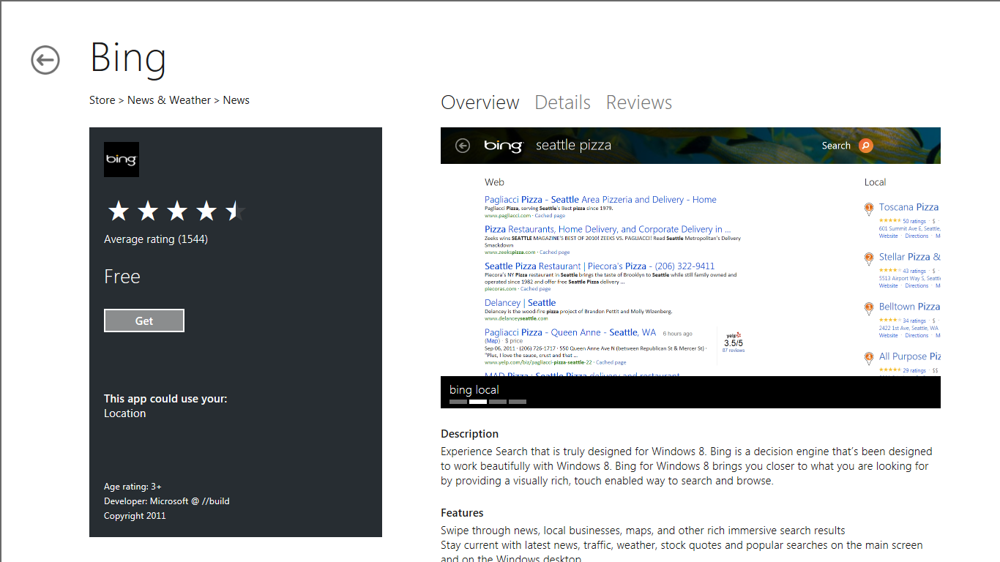 Bing
Store > News & Weather > News
bing
Average rating (1544)
Free
Get
This app could use your:
Location
Age rating: 3+
Developer: Microsoft @ //build
Copyright 2011
Overview Details Reviews
bing seattle pizza Search
Web
Pagliacci Pizza - Seattle Area Pizzeria and Delivery - Home
Pagliacci Pizza, serving Seattle's Best pizza since 1979.
www.pagliacci.com · Cached page
Pizza Restaurants, Home Delivery, and Corporate Delivery in ...
Zeeks wins SEATTLE MAGAZINE'S BEST OF 2010! ZEEKS VS. PAGLIACCI! Read Seattle Metropolitan's Delivery
Smackdown
www.zeekspizza.com · Cached page
Seattle Pizza Restaurant | Piecora's Pizza - (206) 322-9411
Piecora's NY Pizza restaurant in Seattle brings the taste of Brooklyn to Seattle while still family owned and
operated since 1982 and offer free Seattle Pizza delivery ...
piecoras.com · Cached page
Delancey | Seattle
Delancey is the wood-fire pizza project of Brandon Pettit and Molly Wizenberg.
www.delanceyseattle.com
Pagliacci Pizza - Queen Anne - Seattle, WA 6 hours ago
(Map) · $ price
Sep 06, 2011 · (206) 726-1717 · 550 Queen Anne Ave N (between Republican St & Mercer St) ·
"Plus, I love the sauce, crust and that ...
www.yelp.com/biz/pagliacci-pizza-seattle-22 · Cached page
yelp
3.5/5
87 reviews
MAD Pizza : Seattle Pizza delivery and restaurant
Local
1 Toscana Pizza
50 ratings · $
601 Summit Ave E, Seattle,
Website · Directions · M
2 Stellar Pizza &
43 ratings · $
5513 Airport Way S, Seattl
Website · Directions · M
3 Belltown Pizza
34 ratings · $
2422 1st Ave, Seattle, WA
Website · Directions · M
4 All Purpose Piz
29 ratings · $$
bing local
Description
Experience Search that is truly designed for Windows 8. Bing is a decision engine that's been designed
to work beautifully with Windows 8. Bing for Windows 8 brings you closer to what you are looking for
by providing a visually rich, touch enabled way to search and browse.
Features
Swipe through news, local businesses, maps, and other rich immersive search results
Stay current with latest news, traffic, weather, stock quotes and popular searches on the main screen
and on the Windows desktop